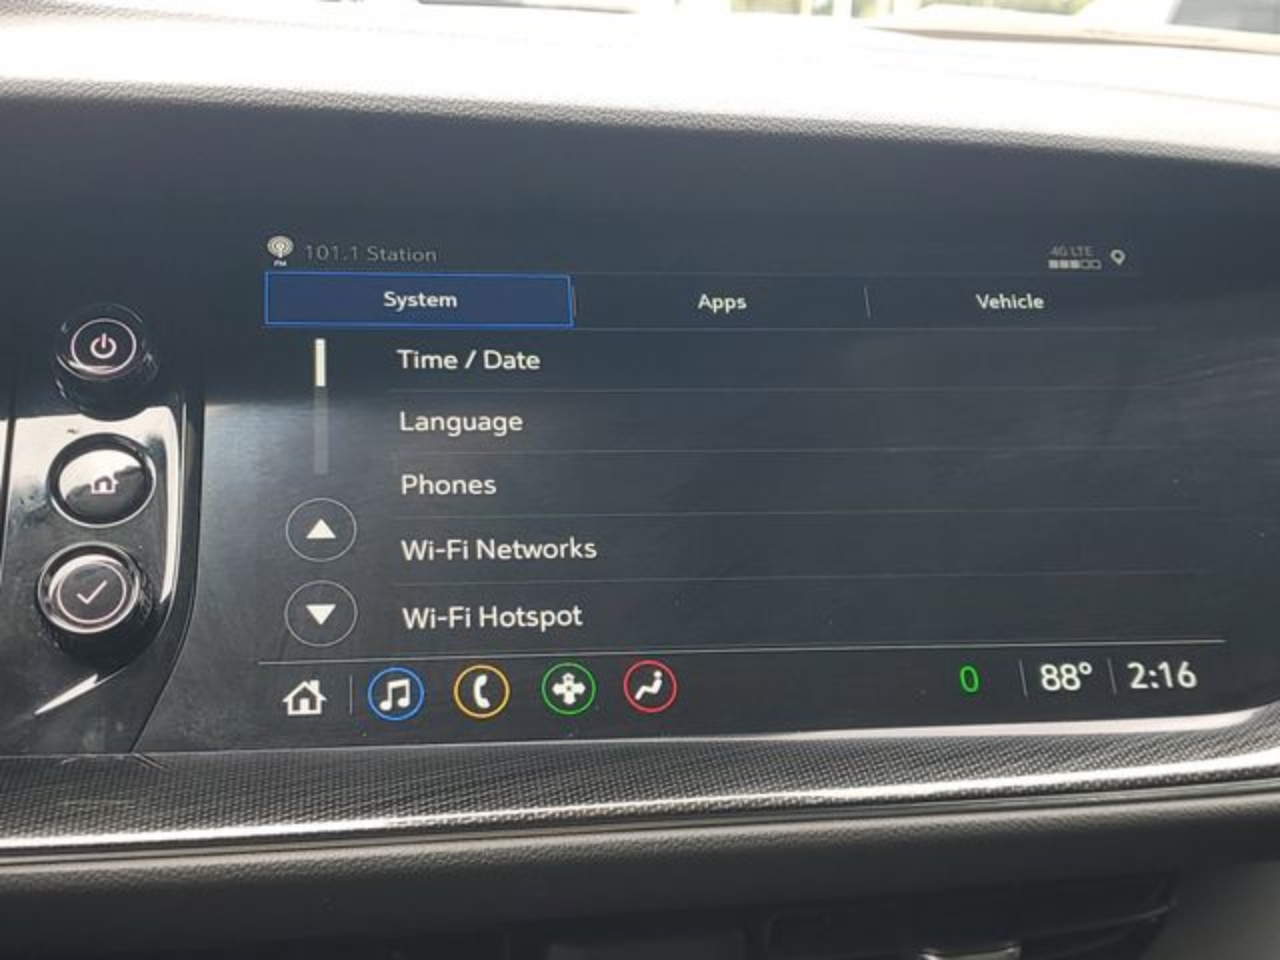 101.1 Station
FM
4G LTE
System
Apps
Vehicle
Time / Date
Language
Phones
Wi-Fi Networks
Wi-Fi Hotspot
0
88°
2:16